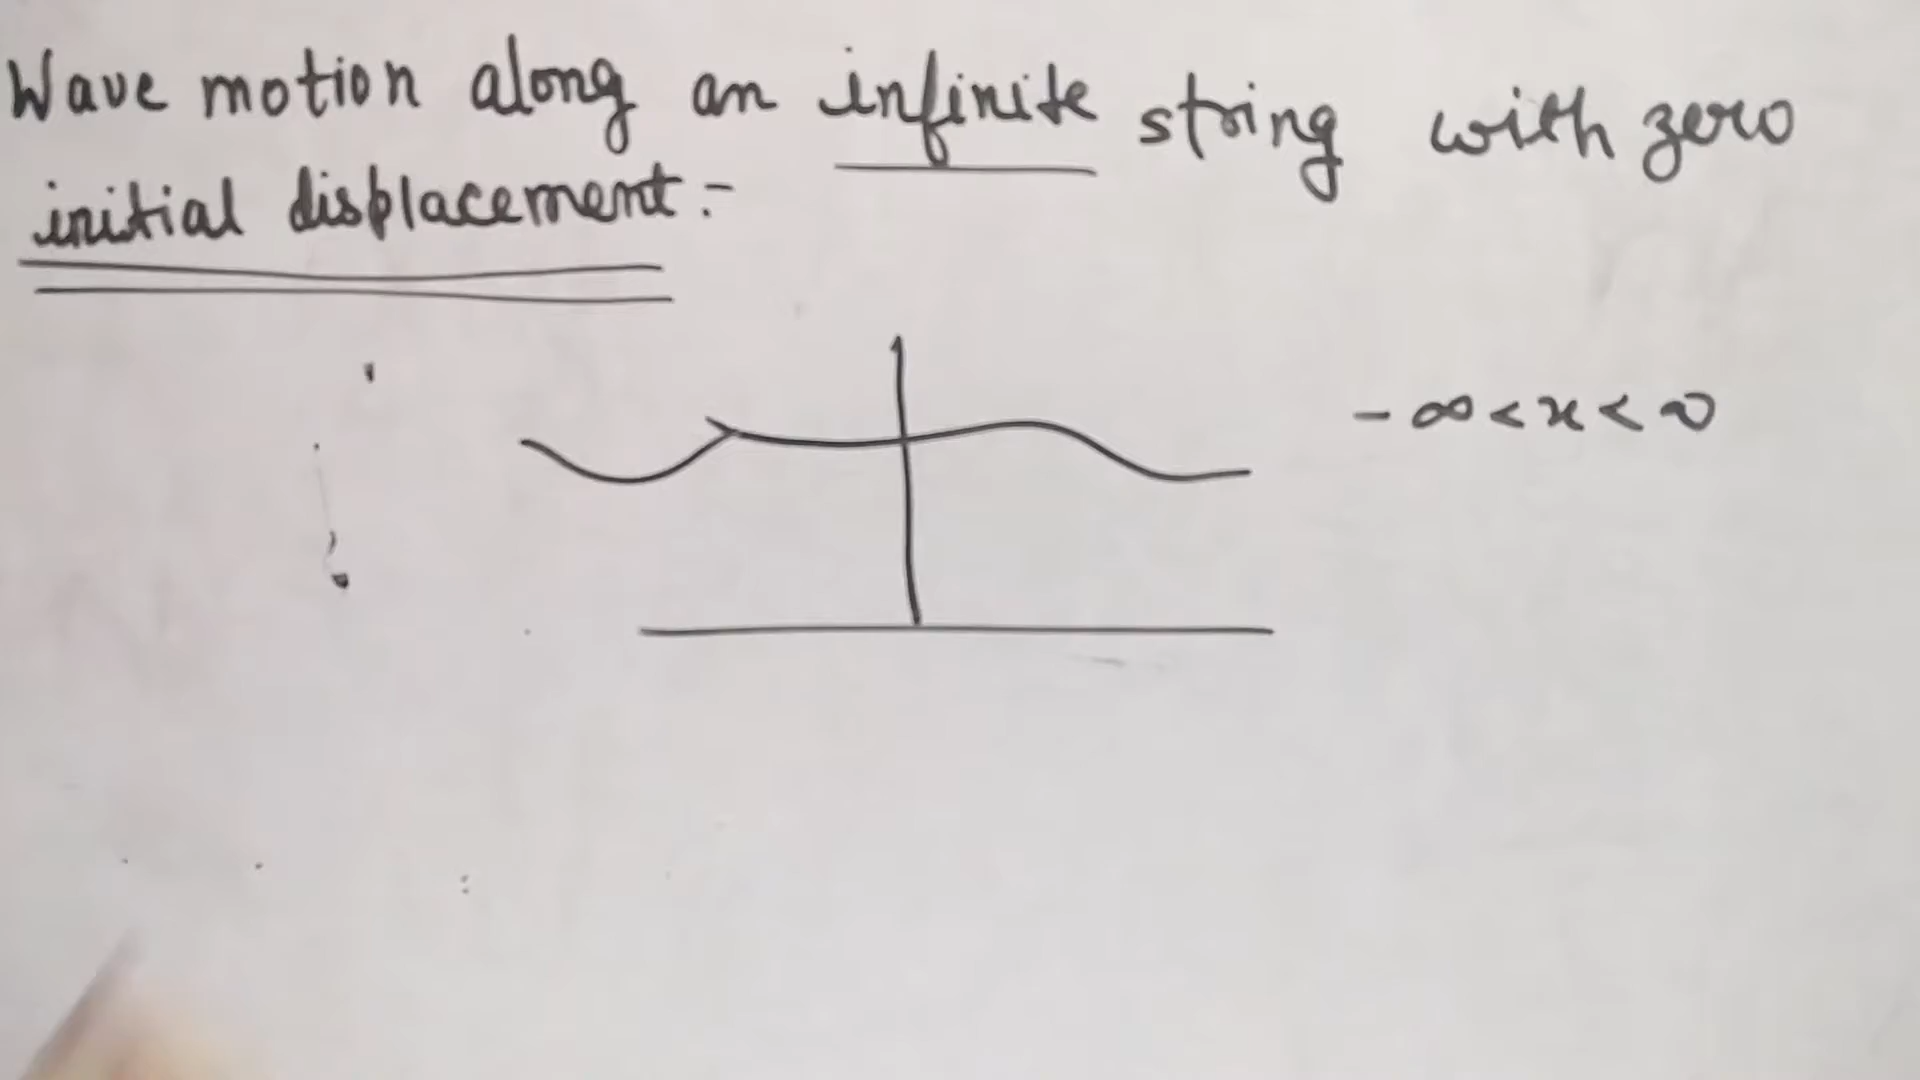 Wave motion along an infinite string with zero
initial displacement :-
- ∞ < x < ∞